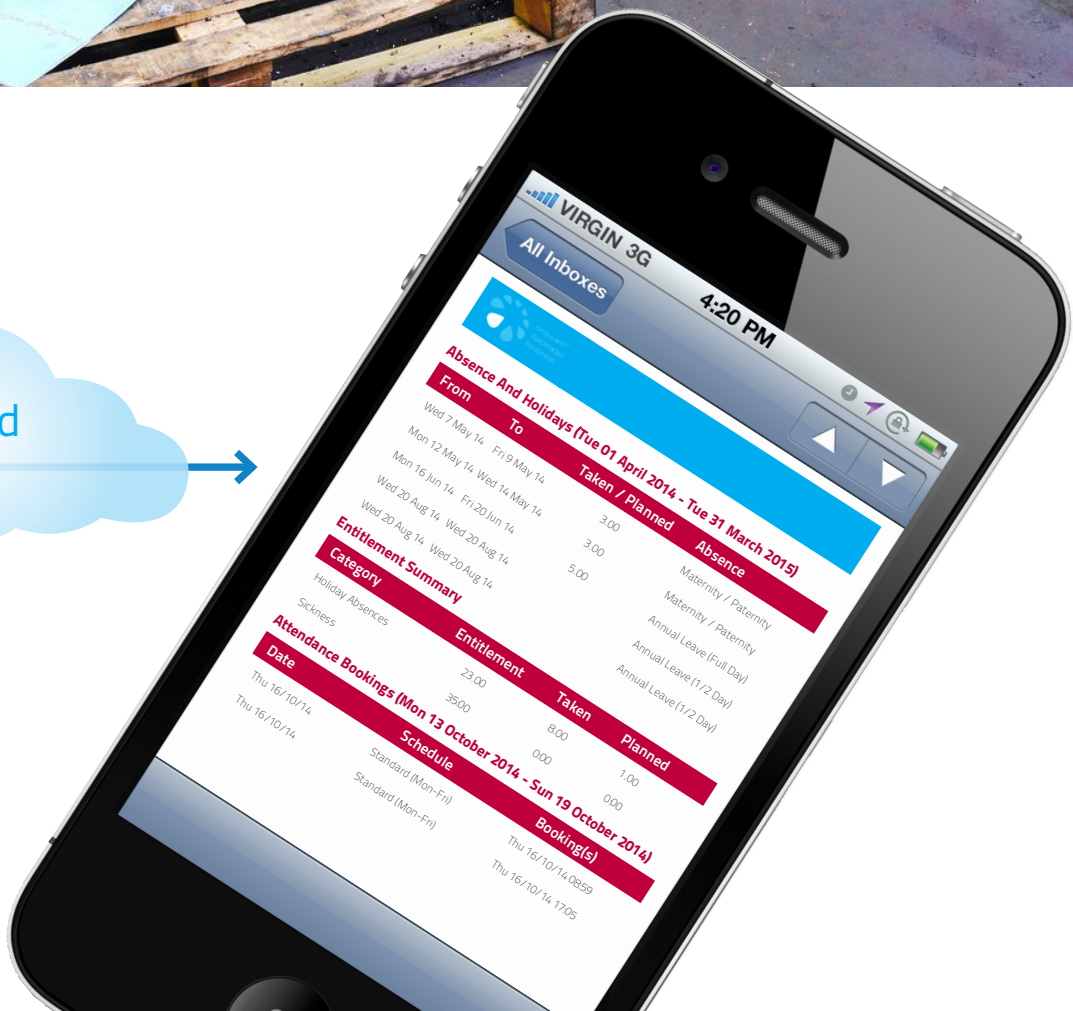 d
VIRGIN 3G 4:20 PM
All Inboxes
Automated
Response
Absence And Holidays (Tue 01 April 2014 - Tue 31 March 2015)
From To Taken / Planned Absence
Wed 7 May 14 Fri 9 May 14 3.00 Maternity / Paternity
Mon 12 May 14 Wed 14 May 14 3.00 Maternity / Paternity
Mon 16 Jun 14 Fri 20 Jun 14 5.00 Annual Leave (Full Day)
Wed 20 Aug 14 Wed 20 Aug 14 Annual Leave (1/2 Day)
Wed 20 Aug 14 Wed 20 Aug 14 Annual Leave (1/2 Day)
Entitlement Summary
Category Entitlement Taken Planned
Holiday Absences 23.00 8.00 1.00
Sickness 35.00 0.00 0.00
Attendance Bookings (Mon 13 October 2014 - Sun 19 October 2014)
Date Schedule Booking(s)
Thu 16/10/14 Standard (Mon-Fri) Thu 16/10/14 08:59
Thu 16/10/14 Standard (Mon-Fri) Thu 16/10/14 17:05